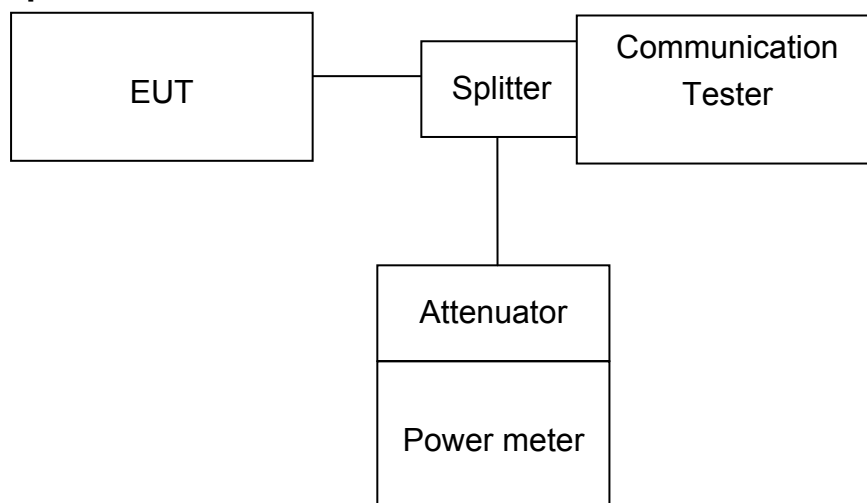 EUT
Splitter
Communication
Tester
Attenuator
Power meter